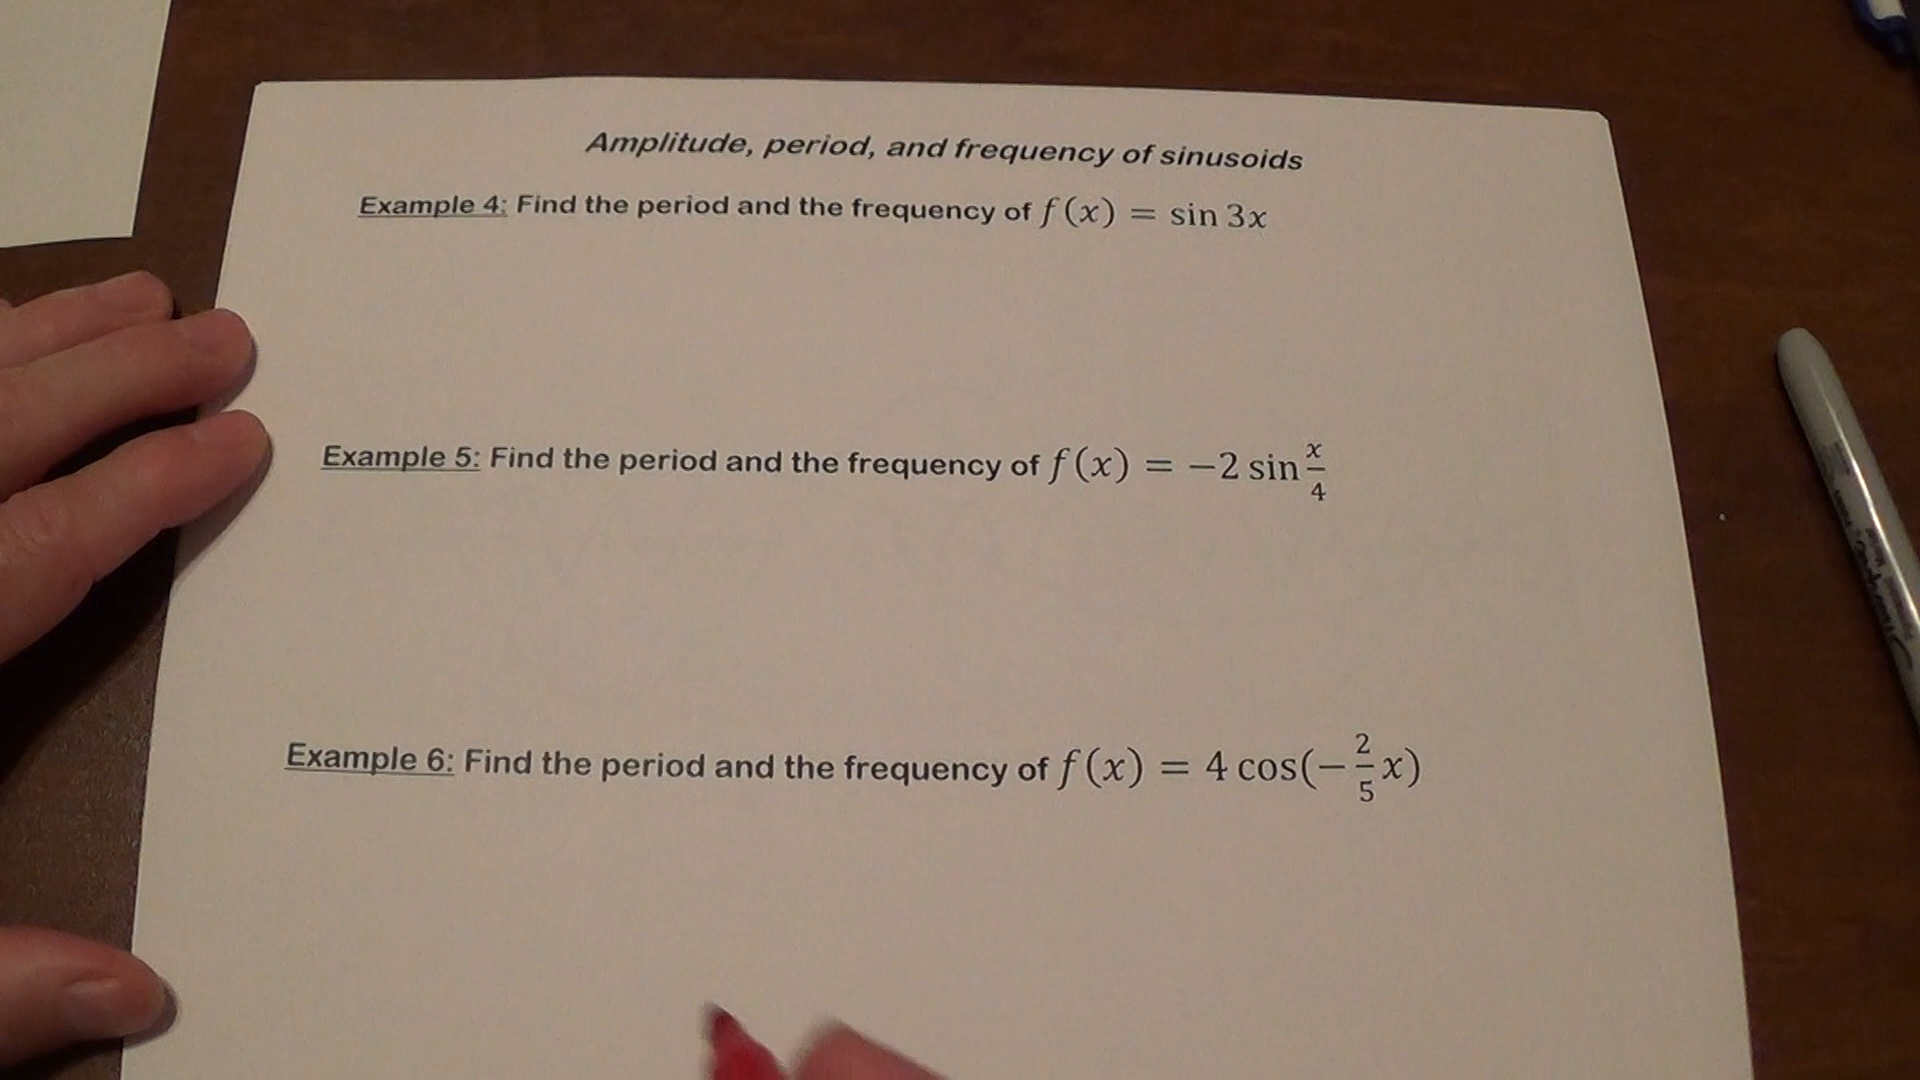 Amplitude, period, and frequency of sinusoids
Example 4: Find the period and the frequency of f(x) = sin 3x
Example 5: Find the period and the frequency of f(x) = −2 sin x/4
Example 6: Find the period and the frequency of f(x) = 4 cos(−2/5x)